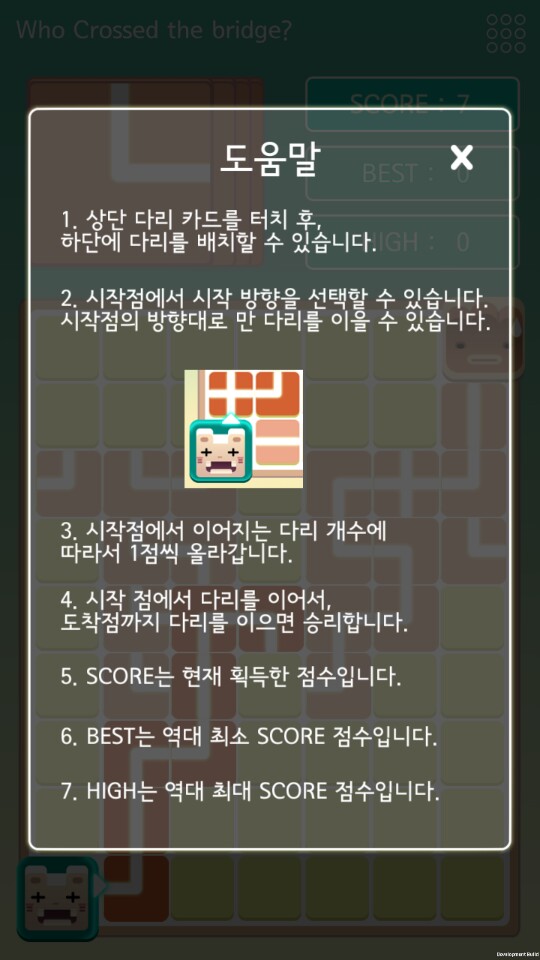 Who Crossed the bridge?
SCORE : 7
BEST : 0
HIGH : 0
도움말
X
1. 상단 다리 카드를 터치 후,
하단에 다리를 배치할 수 있습니다.
2. 시작점에서 시작 방향을 선택할 수 있습니다.
시작점의 방향대로 만 다리를 이을 수 있습니다.
3. 시작점에서 이어지는 다리 개수에
따라서 1점씩 올라갑니다.
4. 시작 점에서 다리를 이어서,
도착점까지 다리를 이으면 승리합니다.
5. SCORE는 현재 획득한 점수입니다.
6. BEST는 역대 최소 SCORE 점수입니다.
7. HIGH는 역대 최대 SCORE 점수입니다.
Development Build